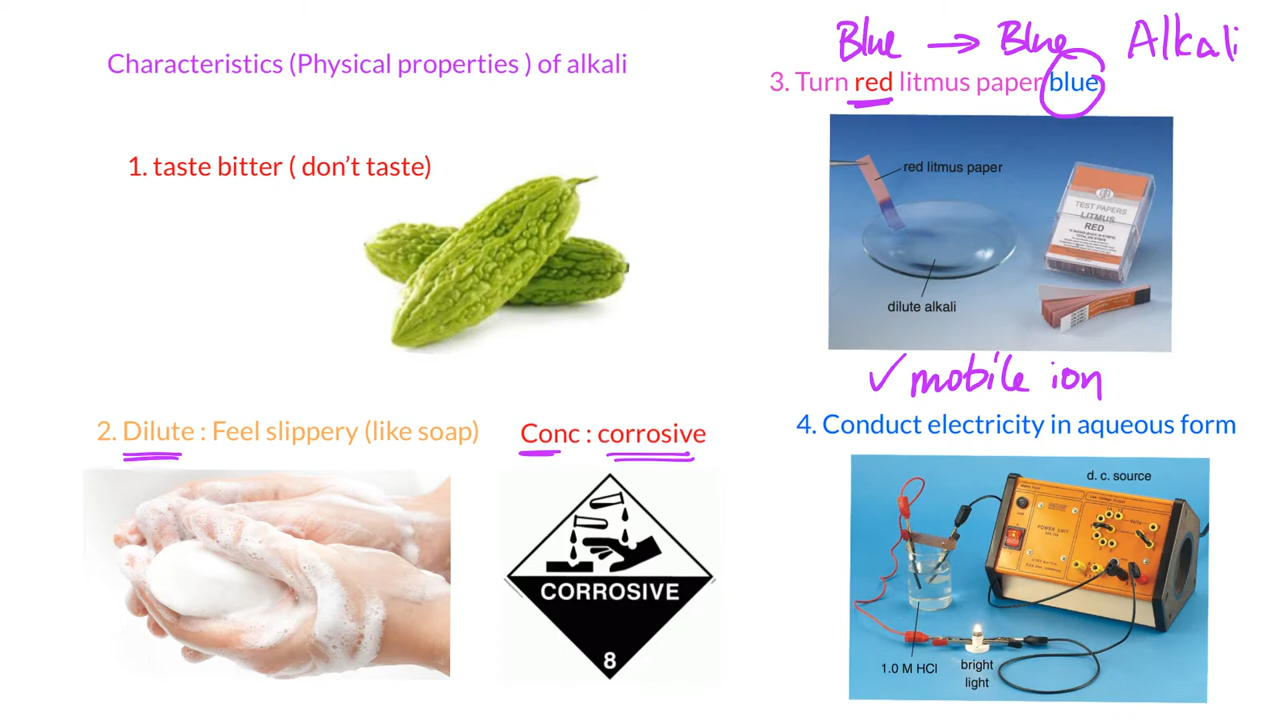 Characteristics (Physical properties ) of alkali
1. taste bitter ( don't taste)
2. Dilute : Feel slippery (like soap)
Conc : corrosive
CORROSIVE
8
Blue → Blue Alkali
3. Turn red litmus paper blue
red litmus paper
TEST PAPERS
LITMUS
RED
dilute alkali
✓ mobile ion
4. Conduct electricity in aqueous form
d. c. source
POWER UNIT
1.0 M HCl
bright
light